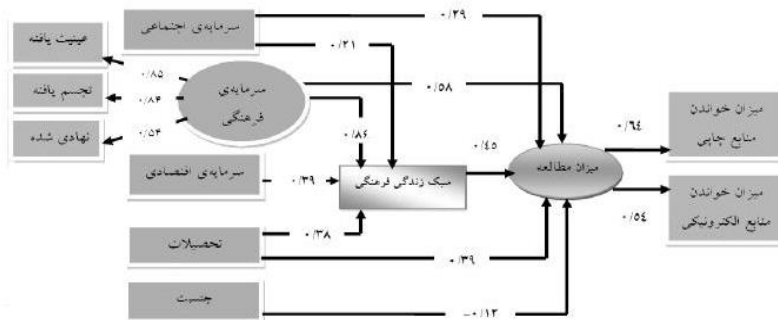 سرمایه‌ی اجتماعی
۰/۲۹
۰/۲۱
عینیت یافته
تجسم یافته
نهادی شده
۰/۸۵
۰/۸۴
۰/۵۴
سرمایه‌ی
فرهنگی
۰/۵۸
۰/۸۶
سرمایه‌ی اقتصادی
۰/۳۹
سبک زندگی فرهنگی
۰/۴۵
میزان مطالعه
۰/۶۴
میزان خواندن
منابع چاپی
میزان خواندن
منابع الکترونیکی
۰/۵٤
تحصیلات
۰/۳۸
۰/۳۹
جنسیت
-۰/۱۲